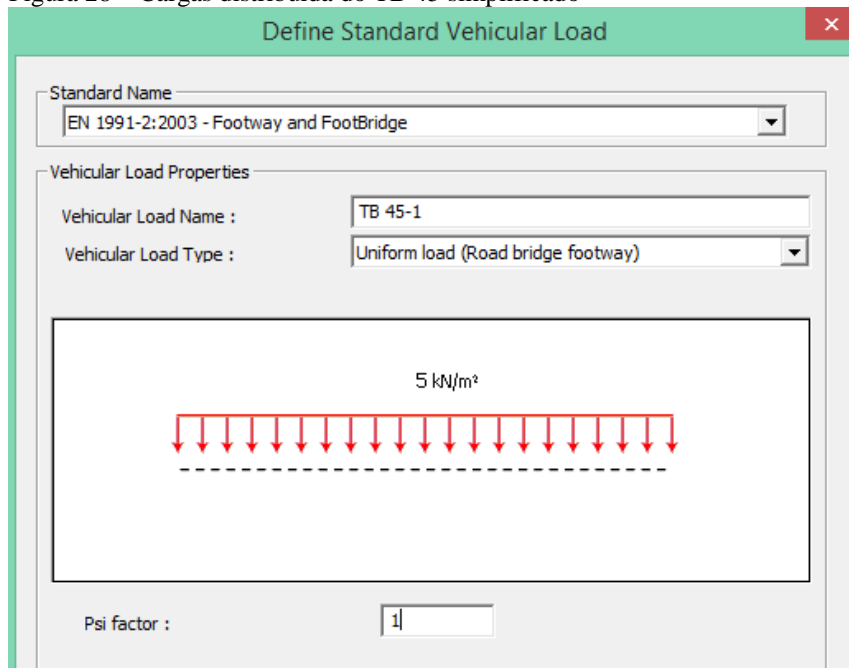 Define Standard Vehicular Load
Standard Name
EN 1991-2:2003 - Footway and FootBridge
Vehicular Load Properties
Vehicular Load Name :
TB 45-1
Vehicular Load Type :
Uniform load (Road bridge footway)
5 kN/m²
Psi factor :
1